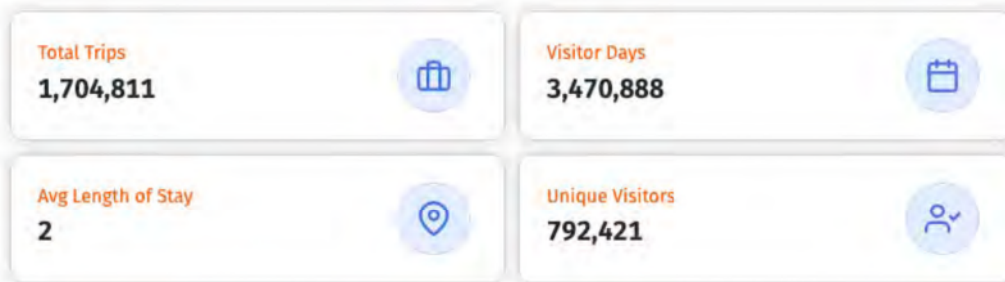 Total Trips
1,704,811
Visitor Days
3,470,888
Avg Length of Stay
2
Unique Visitors
792,421